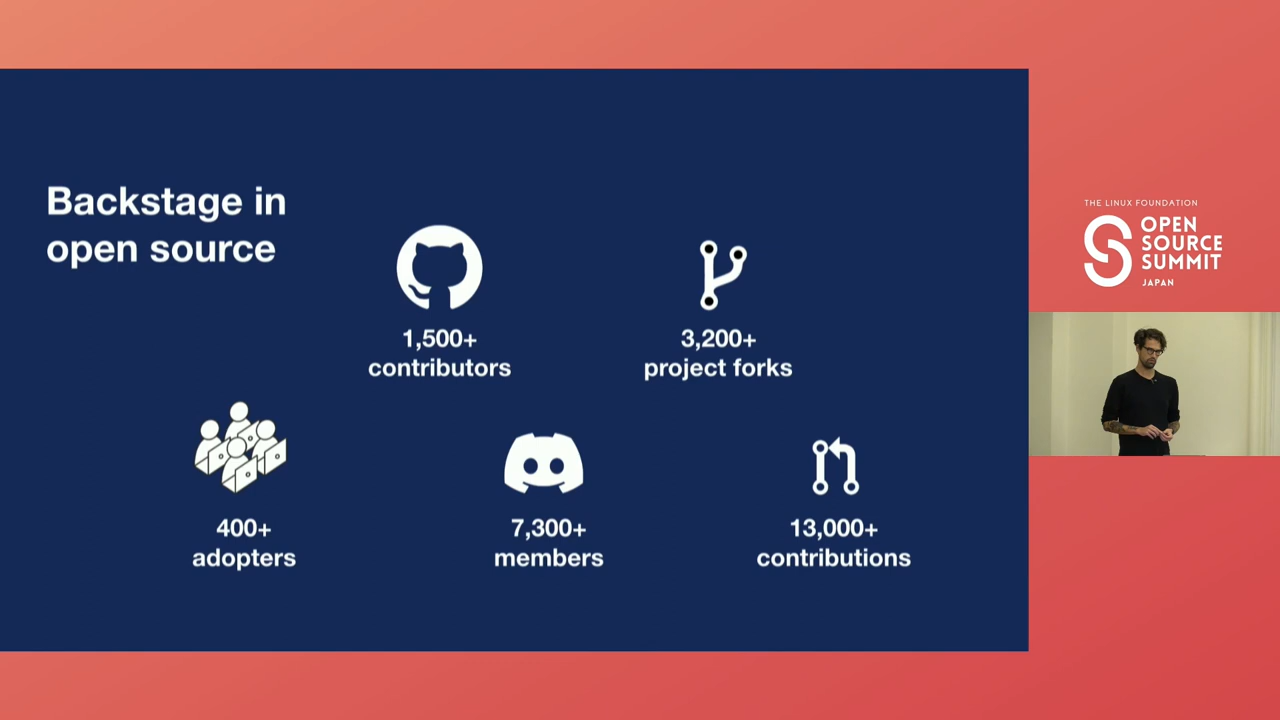 Backstage in
open source
1,500+
contributors
3,200+
project forks
400+
adopters
7,300+
members
13,000+
contributions
THE LINUX FOUNDATION
OPEN
SOURCE
SUMMIT
JAPAN